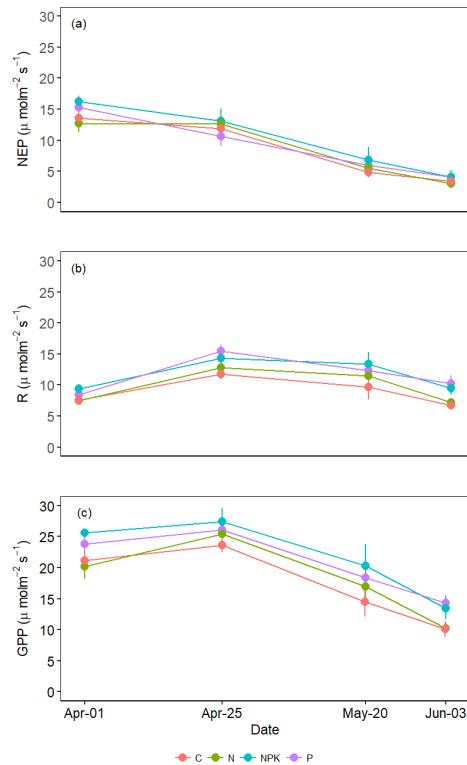 (a)
30
25
20
15
10
5
0
NEP (μ molm⁻² s⁻¹)
(b)
30
25
20
15
10
5
0
R (μ molm⁻² s⁻¹)
(c)
30
25
20
15
10
5
0
GPP (μ molm⁻² s⁻¹)
Apr-01 Apr-25 May-20 Jun-03
Date
C N NPK P